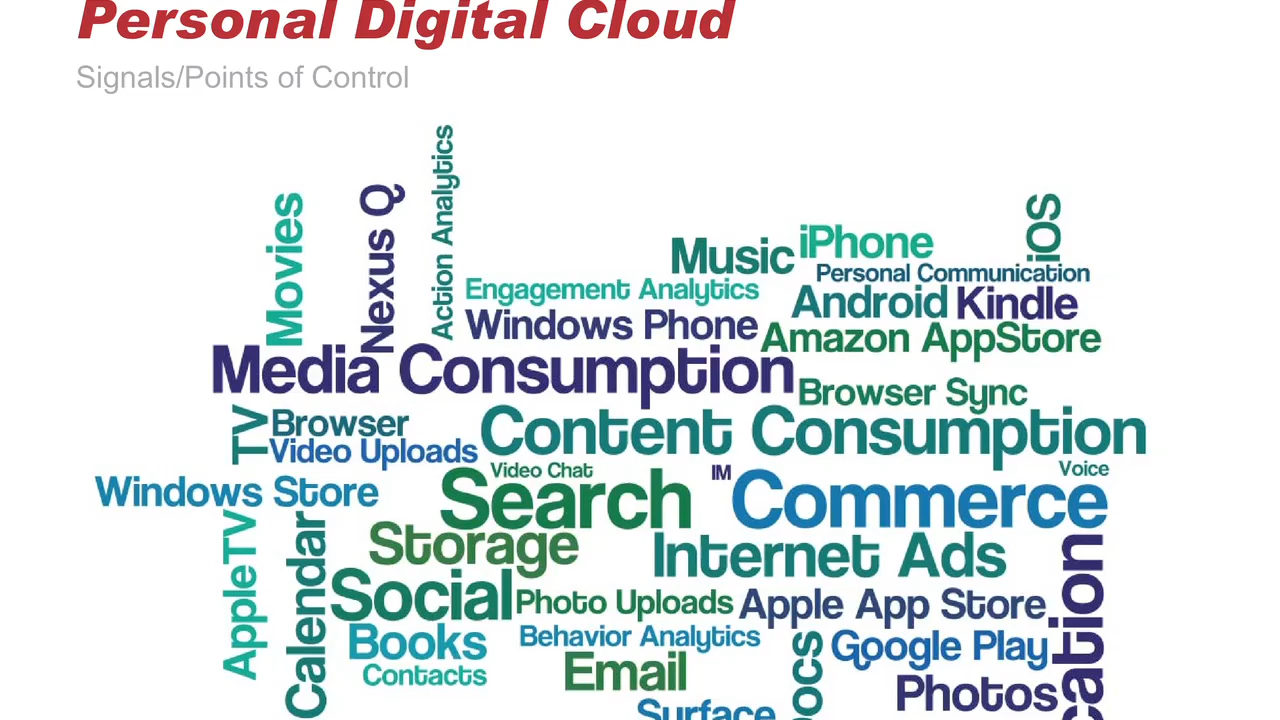 Personal Digital Cloud
Signals/Points of Control
Action Analytics
Nexus Q
Movies
iOS
Music
iPhone
Personal Communication
Engagement Analytics
Android
Kindle
Windows Phone
Amazon AppStore
Media Consumption
Browser Sync
TV
Browser
Content Consumption
Video Uploads
Video Chat
IM
Voice
Windows Store
Search
Commerce
AppleTV
Calendar
Storage
Internet Ads
Social
Photo Uploads
Apple App Store
Books
Behavior Analytics
Google Play
Contacts
Email
Photos
Surface